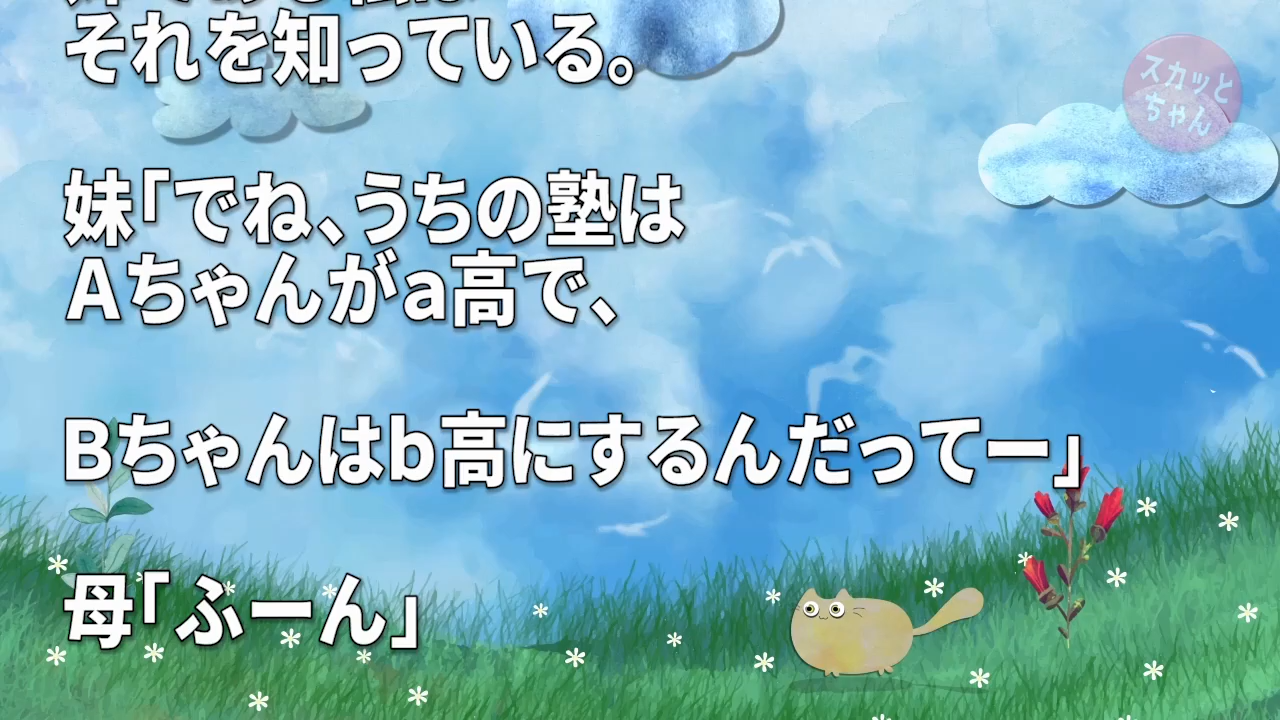 それを知っている。
妹「でね、うちの塾は
Aちゃんがa高で、
Bちゃんはb高にするんだってー」
母「ふーん」
スカッと
ちゃん